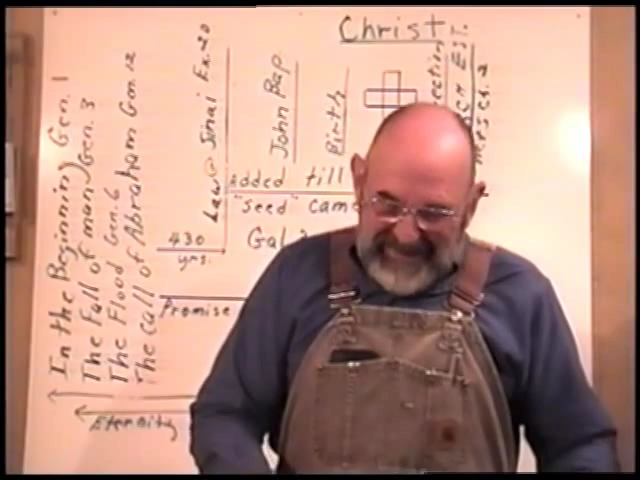 Christ
In the Beginning Gen. 1
The Fall of man Gen. 3
The Flood Gen. 6
The Call of Abraham Gen. 12
Law @ Sinai Ex. 20
John Bap.
Birth
ection
EST.
Added till
"seed" came
Gal
430
yrs.
Promise
Eternity